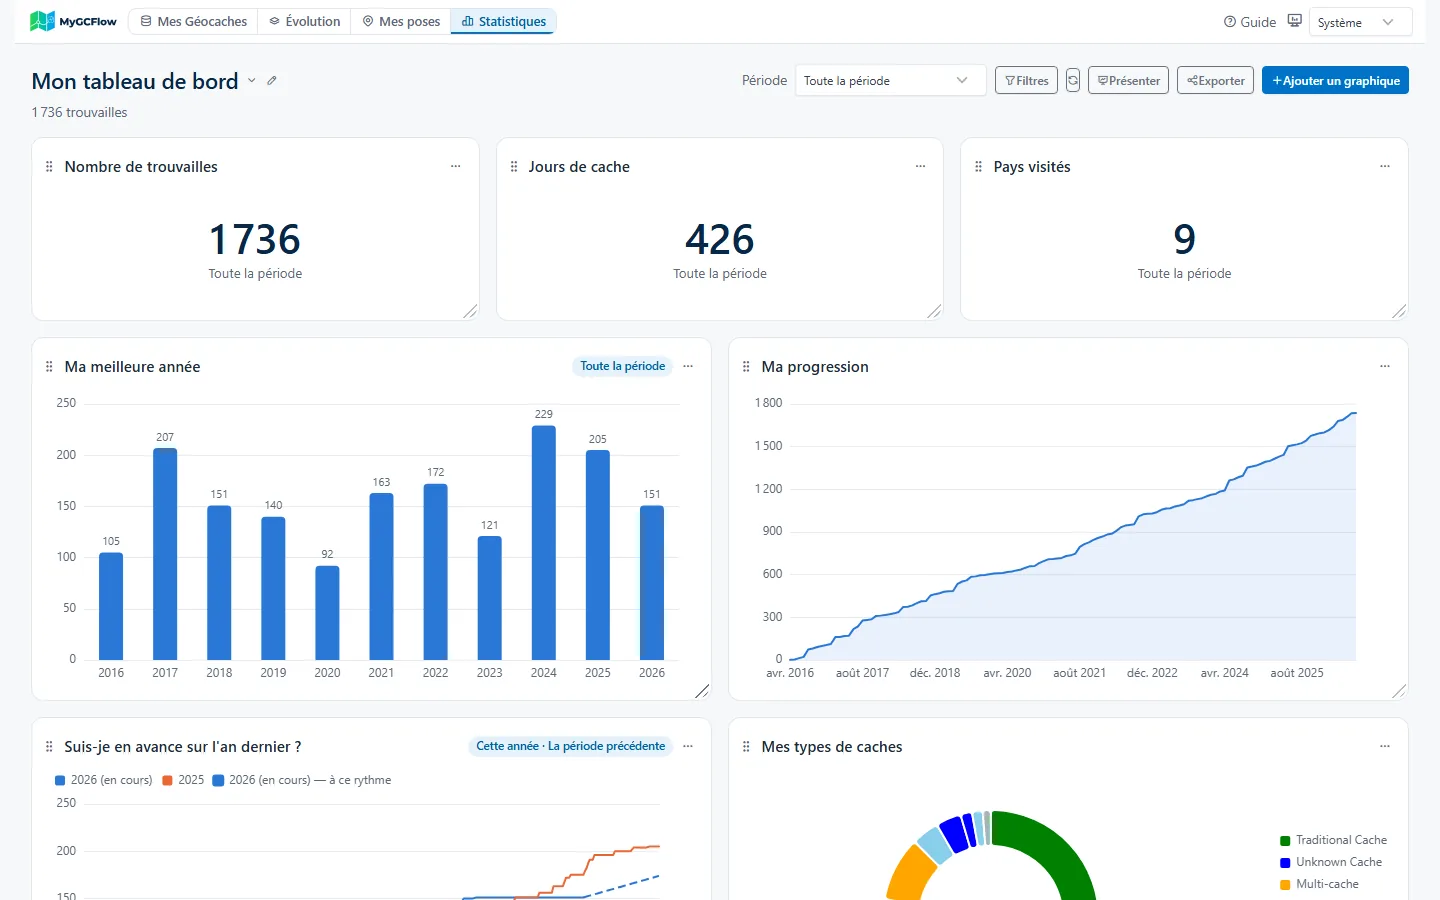 MyGCFlow
Mes Géocaches
Évolution
Mes poses
Statistiques
Guide
Système
Mon tableau de bord
Période
Toute la période
Filtres
Présenter
Exporter
+Ajouter un graphique
1 736 trouvailles
Nombre de trouvailles
1 736
Toute la période
Jours de cache
426
Toute la période
Pays visités
9
Toute la période
Ma meilleure année
Toute la période
250
200
150
100
50
0
105
207
151
140
92
163
172
121
229
205
151
2016 2017 2018 2019 2020 2021 2022 2023 2024 2025 2026
Ma progression
1 800
1 500
1 200
900
600
300
0
avr. 2016 août 2017 déc. 2018 avr. 2020 août 2021 déc. 2022 avr. 2024 août 2025
Suis-je en avance sur l'an dernier ?
Cette année · La période précédente
2026 (en cours) 2025 2026 (en cours) — à ce rythme
250
200
150
Mes types de caches
Traditional Cache
Unknown Cache
Multi-cache